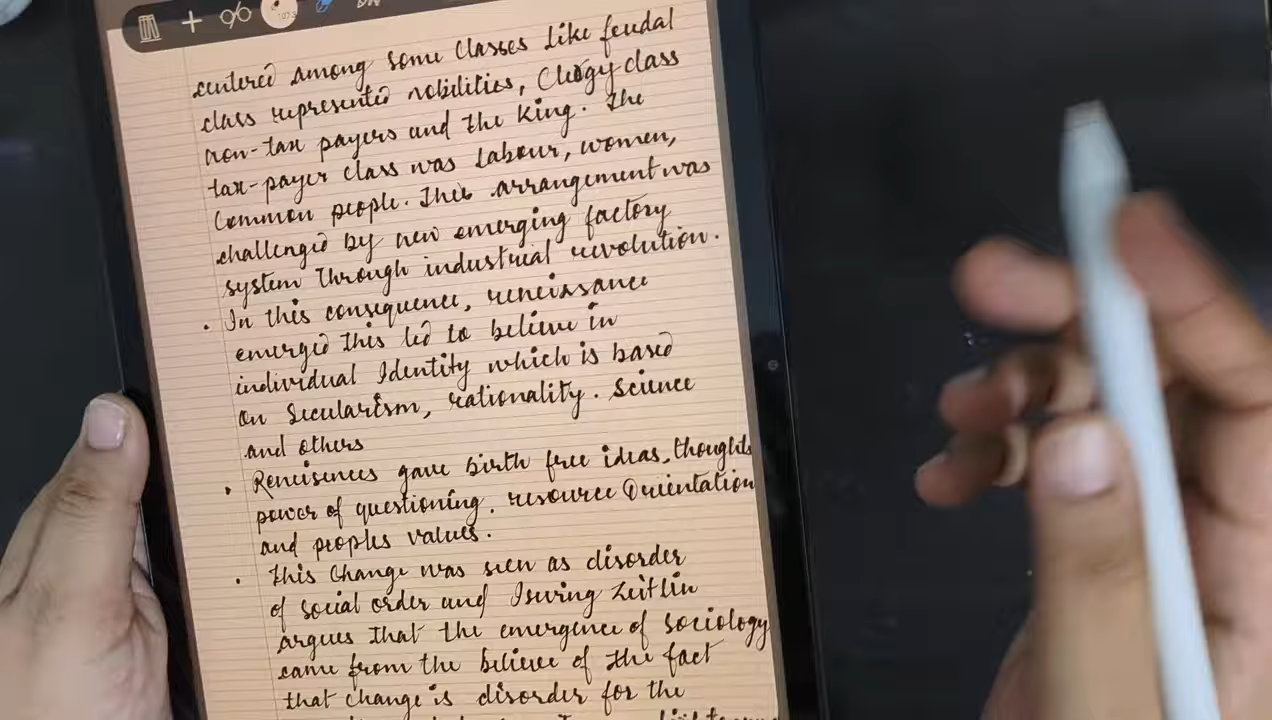 centered among some classes like feudal
class represented nobilities, Clergy class
non-tax payers and the King. The
tax-payer class was labour, women,
Common people. This arrangement was
challenged by new emerging factory
system through industrial revolution.
. In this consequence, reneissance
emerged this led to believe in
individual Identity which is based
on Secularism, rationality. Science
and others
. Reneisences gave birth free ideas, thoughts
power of questioning. resource Orientation
and peoples values.
. This Change was seen as disorder
of social order and Isuring Zeitlin
argues that the emergence of sociology
came from the believe of the fact
that change is disorder for the